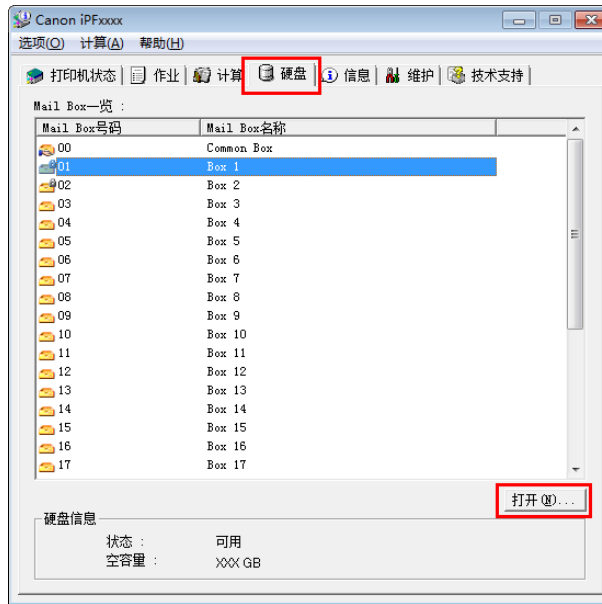 Canon iPFxxxx
选项(O) 计算(A) 帮助(H)
打印机状态 作业 计算 硬盘 信息 维护 技术支持
Mail Box一览 :
Mail Box号码 Mail Box名称
00 Common Box
01 Box 1
02 Box 2
03 Box 3
04 Box 4
05 Box 5
06 Box 6
07 Box 7
08 Box 8
09 Box 9
10 Box 10
11 Box 11
12 Box 12
13 Box 13
14 Box 14
15 Box 15
16 Box 16
17 Box 17
打开(N)...
硬盘信息
状态 : 可用
空容量 : XXX GB